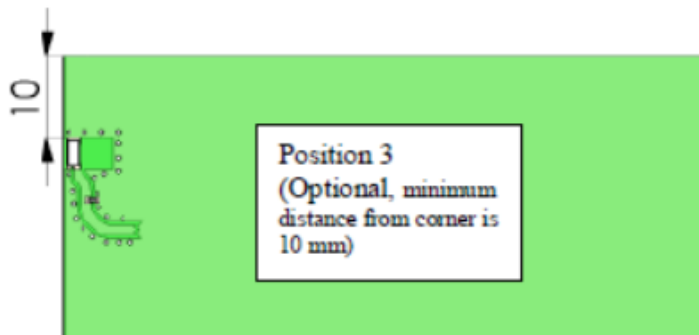 10
Position 3
(Optional, minimum
distance from corner is
10 mm)